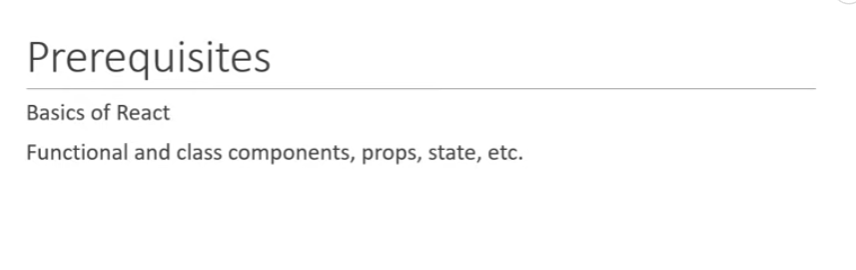 Prerequisites
Basics of React
Functional and class components, props, state, etc.